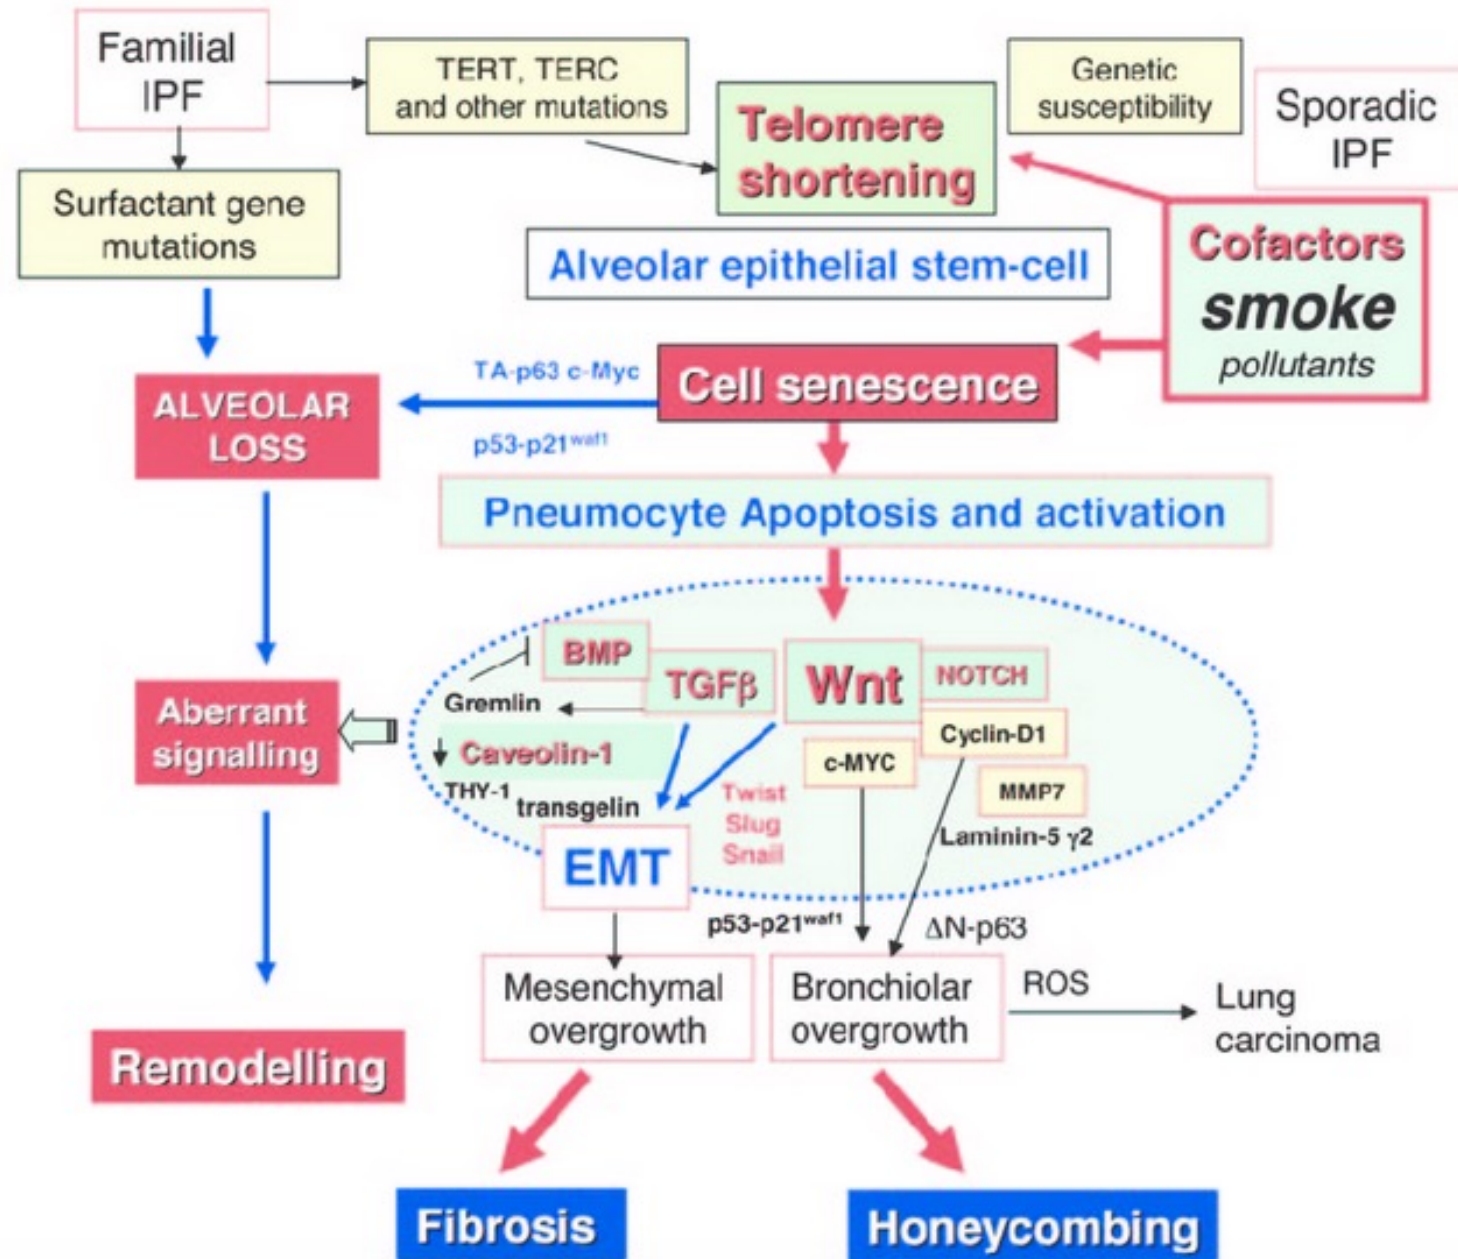 Familial
IPF
TERT, TERC
and other mutations
Telomere
shortening
Genetic
susceptibility
Sporadic
IPF
Surfactant gene
mutations
Alveolar epithelial stem-cell
Cofactors
smoke
pollutants
TA-p63 c-Myc
Cell senescence
ALVEOLAR
LOSS
p53-p21waf1
Pneumocyte Apoptosis and activation
BMP
TGFβ
Wnt
NOTCH
Gremlin
Aberrant
signalling
Caveolin-1
Cyclin-D1
c-MYC
MMP7
THY-1
transgelin
Twist
Slug
Snail
Laminin-5 γ2
EMT
p53-p21waf1
ΔN-p63
Mesenchymal
overgrowth
Bronchiolar
overgrowth
ROS
Lung
carcinoma
Remodelling
Fibrosis
Honeycombing